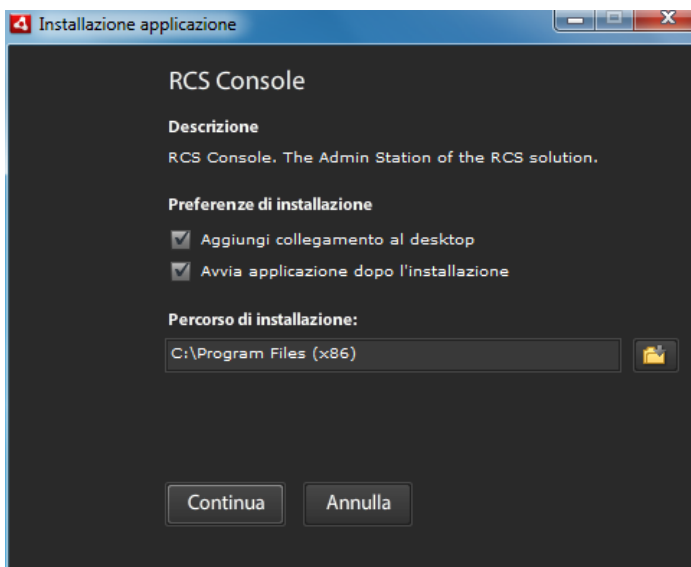 Installazione applicazione
RCS Console
Descrizione
RCS Console. The Admin Station of the RCS solution.
Preferenze di installazione
Aggiungi collegamento al desktop
Avvia applicazione dopo l'installazione
Percorso di installazione:
C:\Program Files (x86)
Continua
Annulla